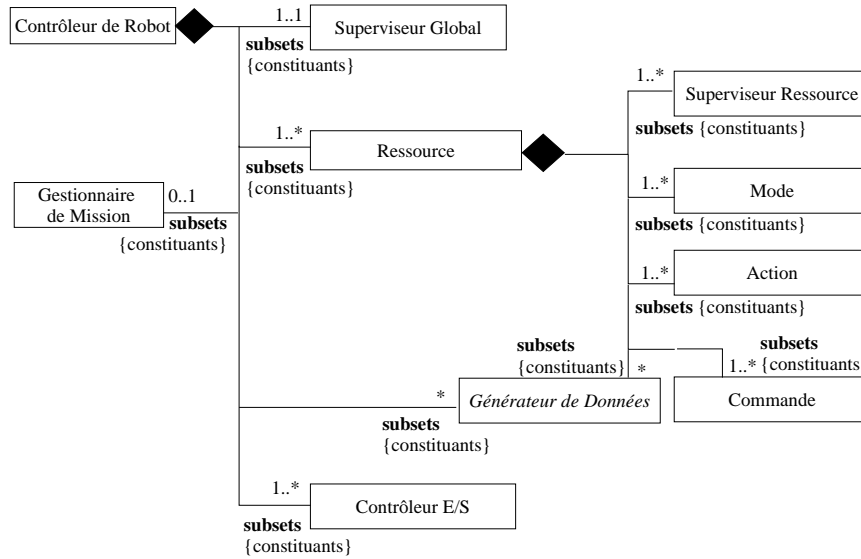 Contrôleur de Robot
1..1
Superviseur Global
subsets
{constituants}
1..*
Superviseur Ressource
subsets {constituants}
1..*
Ressource
subsets
{constituants}
Gestionnaire
de Mission
0..1
subsets
{constituants}
1..*
Mode
subsets {constituants}
1..*
Action
subsets {constituants}
subsets
{constituants}
*
subsets
{constituants
1..*
Commande
*
Générateur de Données
subsets
{constituants}
1..*
Contrôleur E/S
subsets
{constituants}